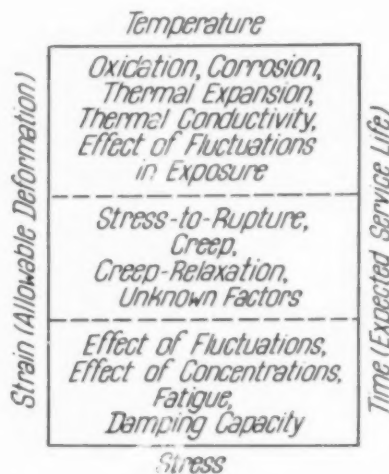 Temperature
Oxidation, Corrosion,
Thermal Expansion,
Thermal Conductivity,
Effect of Fluctuations
in Exposure
Stress-to-Rupture,
Creep,
Creep-Relaxation,
Unknown Factors
Effect of Fluctuations,
Effect of Concentrations,
Fatigue,
Damping Capacity
Stress
Strain (Allowable Deformation)
Time (Expected Service Life)